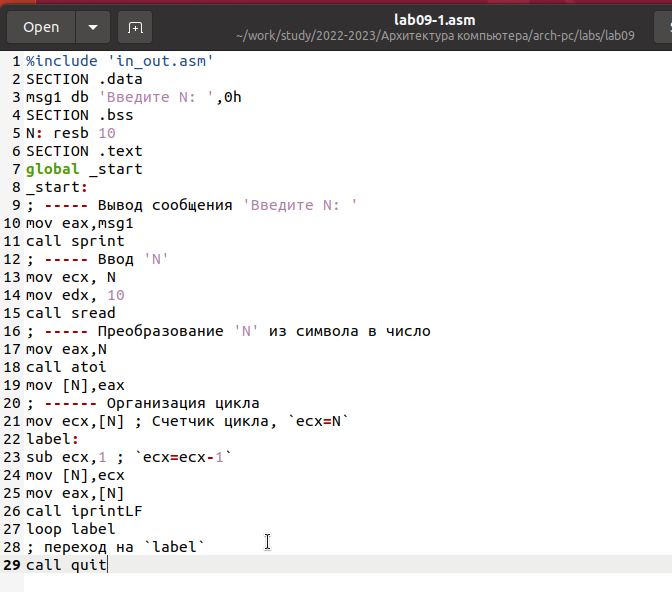 Open
lab09-1.asm
~/work/study/2022-2023/Архитектура компьютера/arch-pc/labs/lab09
1 %include 'in_out.asm'
2 SECTION .data
3 msg1 db 'Введите N: ',0h
4 SECTION .bss
5 N: resb 10
6 SECTION .text
7 global _start
8 _start:
9 ; ----- Вывод сообщения 'Введите N: '
10 mov eax,msg1
11 call sprint
12 ; ----- Ввод 'N'
13 mov ecx, N
14 mov edx, 10
15 call sread
16 ; ----- Преобразование 'N' из символа в число
17 mov eax,N
18 call atoi
19 mov [N],eax
20 ; ------ Организация цикла
21 mov ecx,[N] ; Счетчик цикла, `ecx=N`
22 label:
23 sub ecx,1 ; `ecx=ecx-1`
24 mov [N],ecx
25 mov eax,[N]
26 call iprintLF
27 loop label
28 ; переход на `label`
29 call quit